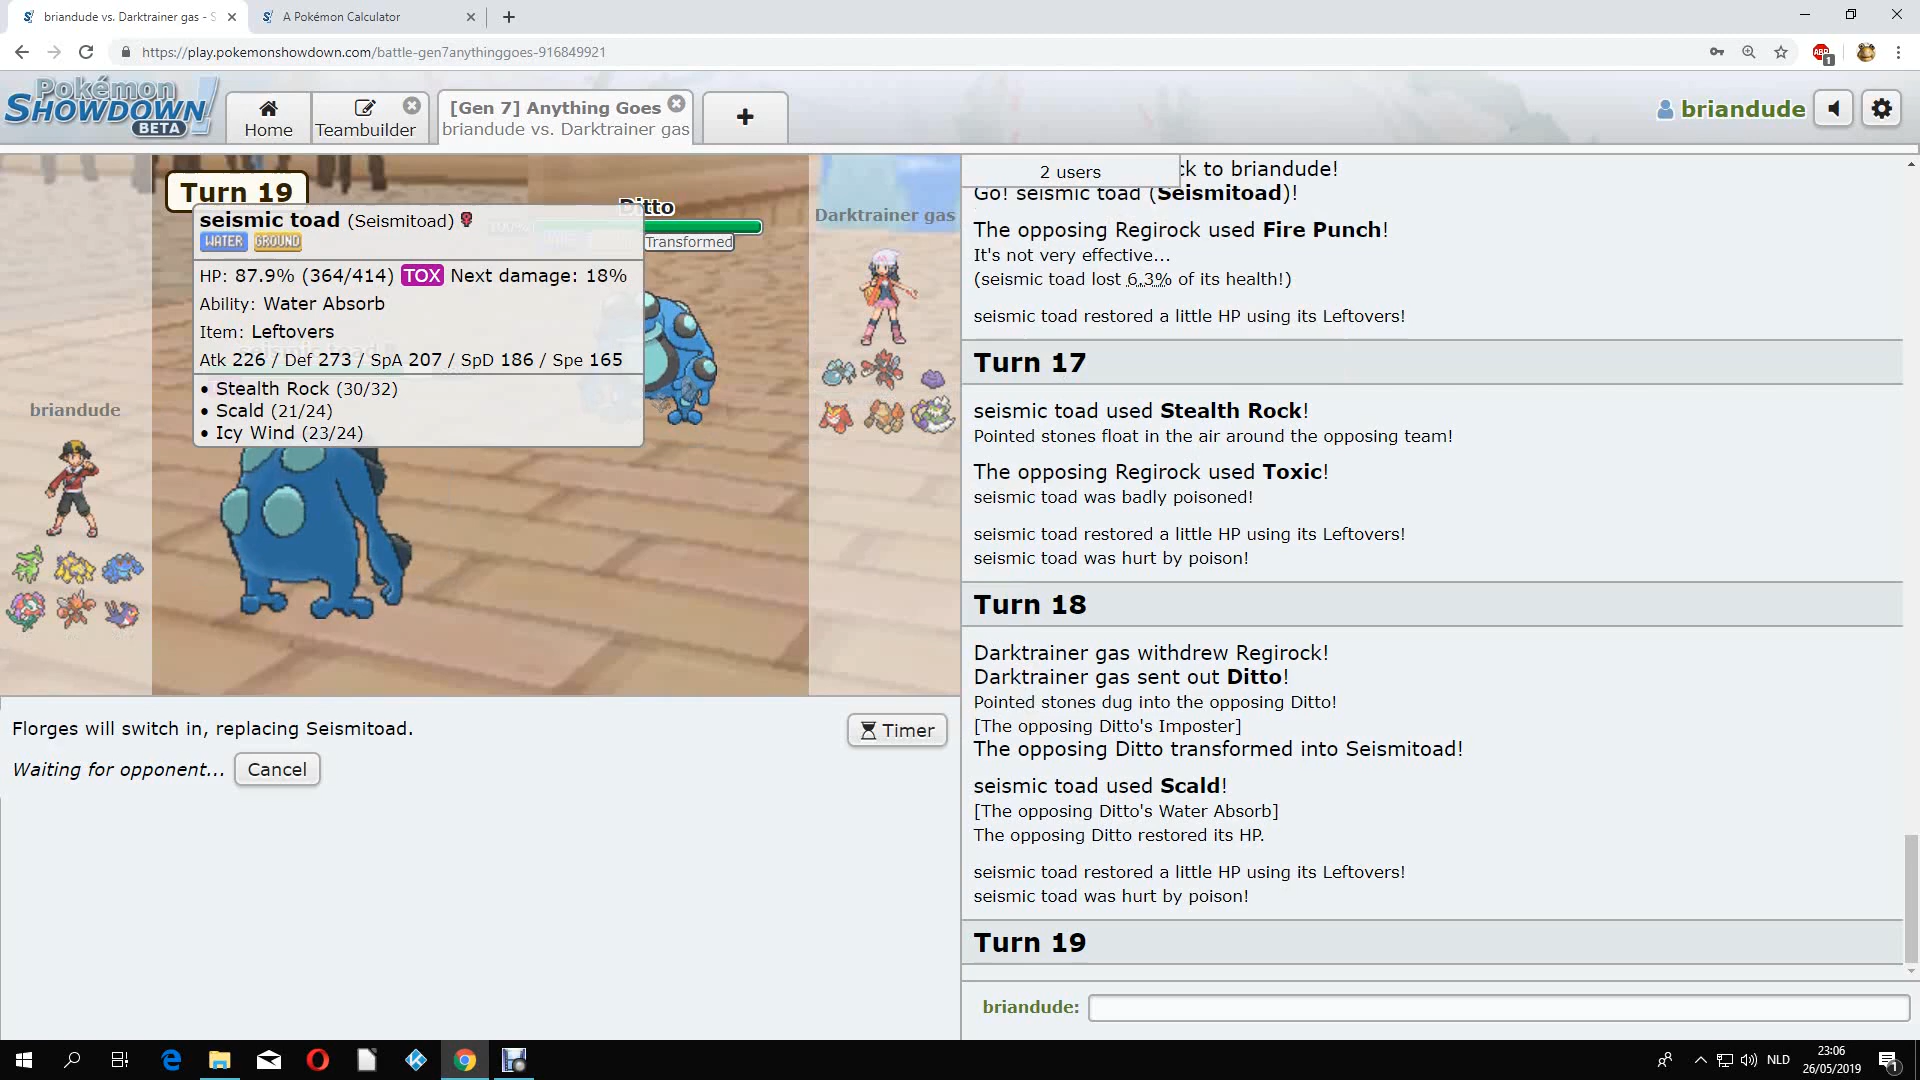 briandude vs. Darktrainer gas - S
A Pokémon Calculator
https://play.pokemonshowdown.com/battle-gen7anythinggoes-916849921
ABP
1
Pokémon
SHOWDOWN!
BETA
Home
Teambuilder
[Gen 7] Anything Goes
briandude vs. Darktrainer gas
+
briandude
Turn 19
Ditto
Transformed
seismic toad (Seismitoad)
WATER GROUND
HP: 87.9% (364/414) TOX Next damage: 18%
Ability: Water Absorb
Item: Leftovers
Atk 226 / Def 273 / SpA 207 / SpD 186 / Spe 165
• Stealth Rock (30/32)
• Scald (21/24)
• Icy Wind (23/24)
briandude
Darktrainer gas
Florges will switch in, replacing Seismitoad.
Timer
Waiting for opponent... Cancel
2 users
ck to briandude!
Go! seismic toad (Seismitoad)!
The opposing Regirock used Fire Punch!
It's not very effective...
(seismic toad lost 6.3% of its health!)
seismic toad restored a little HP using its Leftovers!
Turn 17
seismic toad used Stealth Rock!
Pointed stones float in the air around the opposing team!
The opposing Regirock used Toxic!
seismic toad was badly poisoned!
seismic toad restored a little HP using its Leftovers!
seismic toad was hurt by poison!
Turn 18
Darktrainer gas withdrew Regirock!
Darktrainer gas sent out Ditto!
Pointed stones dug into the opposing Ditto!
[The opposing Ditto's Imposter]
The opposing Ditto transformed into Seismitoad!
seismic toad used Scald!
[The opposing Ditto's Water Absorb]
The opposing Ditto restored its HP.
seismic toad restored a little HP using its Leftovers!
seismic toad was hurt by poison!
Turn 19
briandude:
NLD
23:06
26/05/2019
1